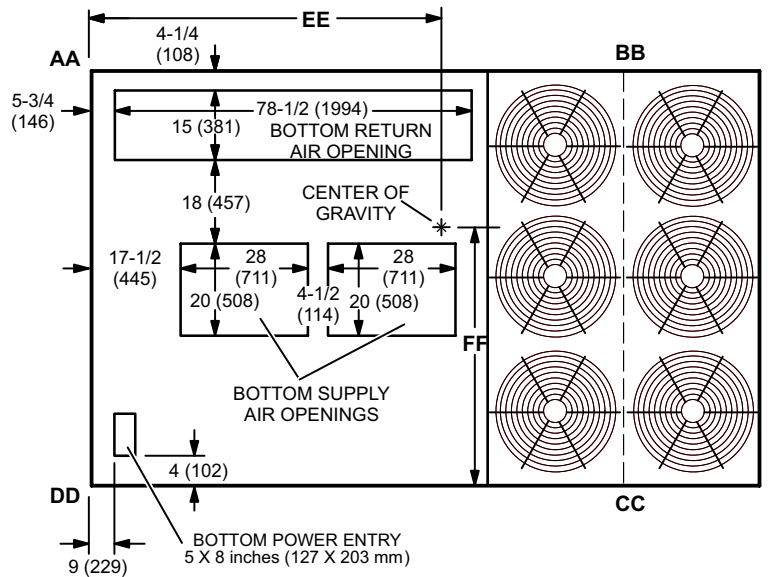 EE
4-1/4
(108)
AA
BB
5-3/4
(146)
78-1/2 (1994)
15 (381)
BOTTOM RETURN
AIR OPENING
18 (457)
CENTER OF
GRAVITY
17-1/2
(445)
28
(711)
28
(711)
20 (508)
4-1/2
(114)
20 (508)
FF
BOTTOM SUPPLY
AIR OPENINGS
4 (102)
DD
CC
BOTTOM POWER ENTRY
5 X 8 inches (127 X 203 mm)
9 (229)